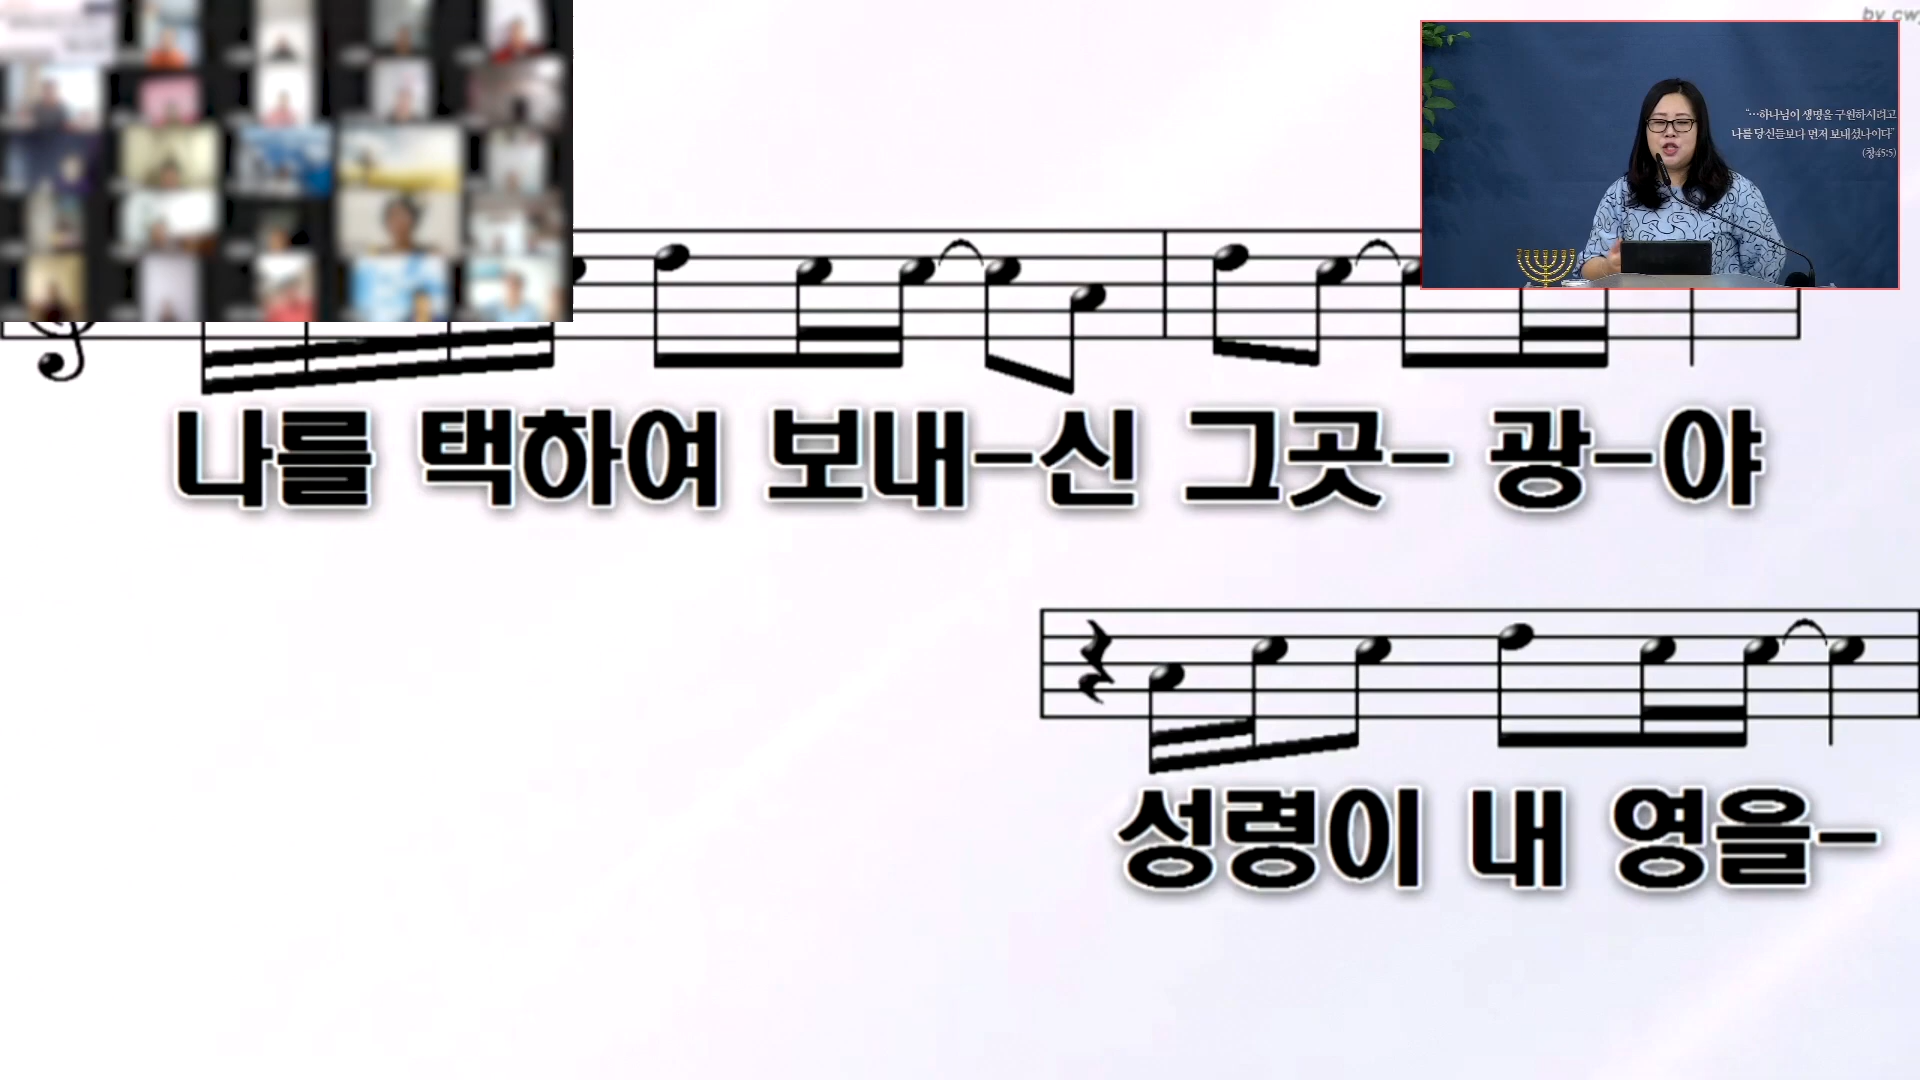 by cw
"…하나님이 생명을 구원하시려고
나를 당신들보다 먼저 보내셨나이다"
(창45:5)
나를 택하여 보내-신 그곳- 광-야
성령이 내 영을-